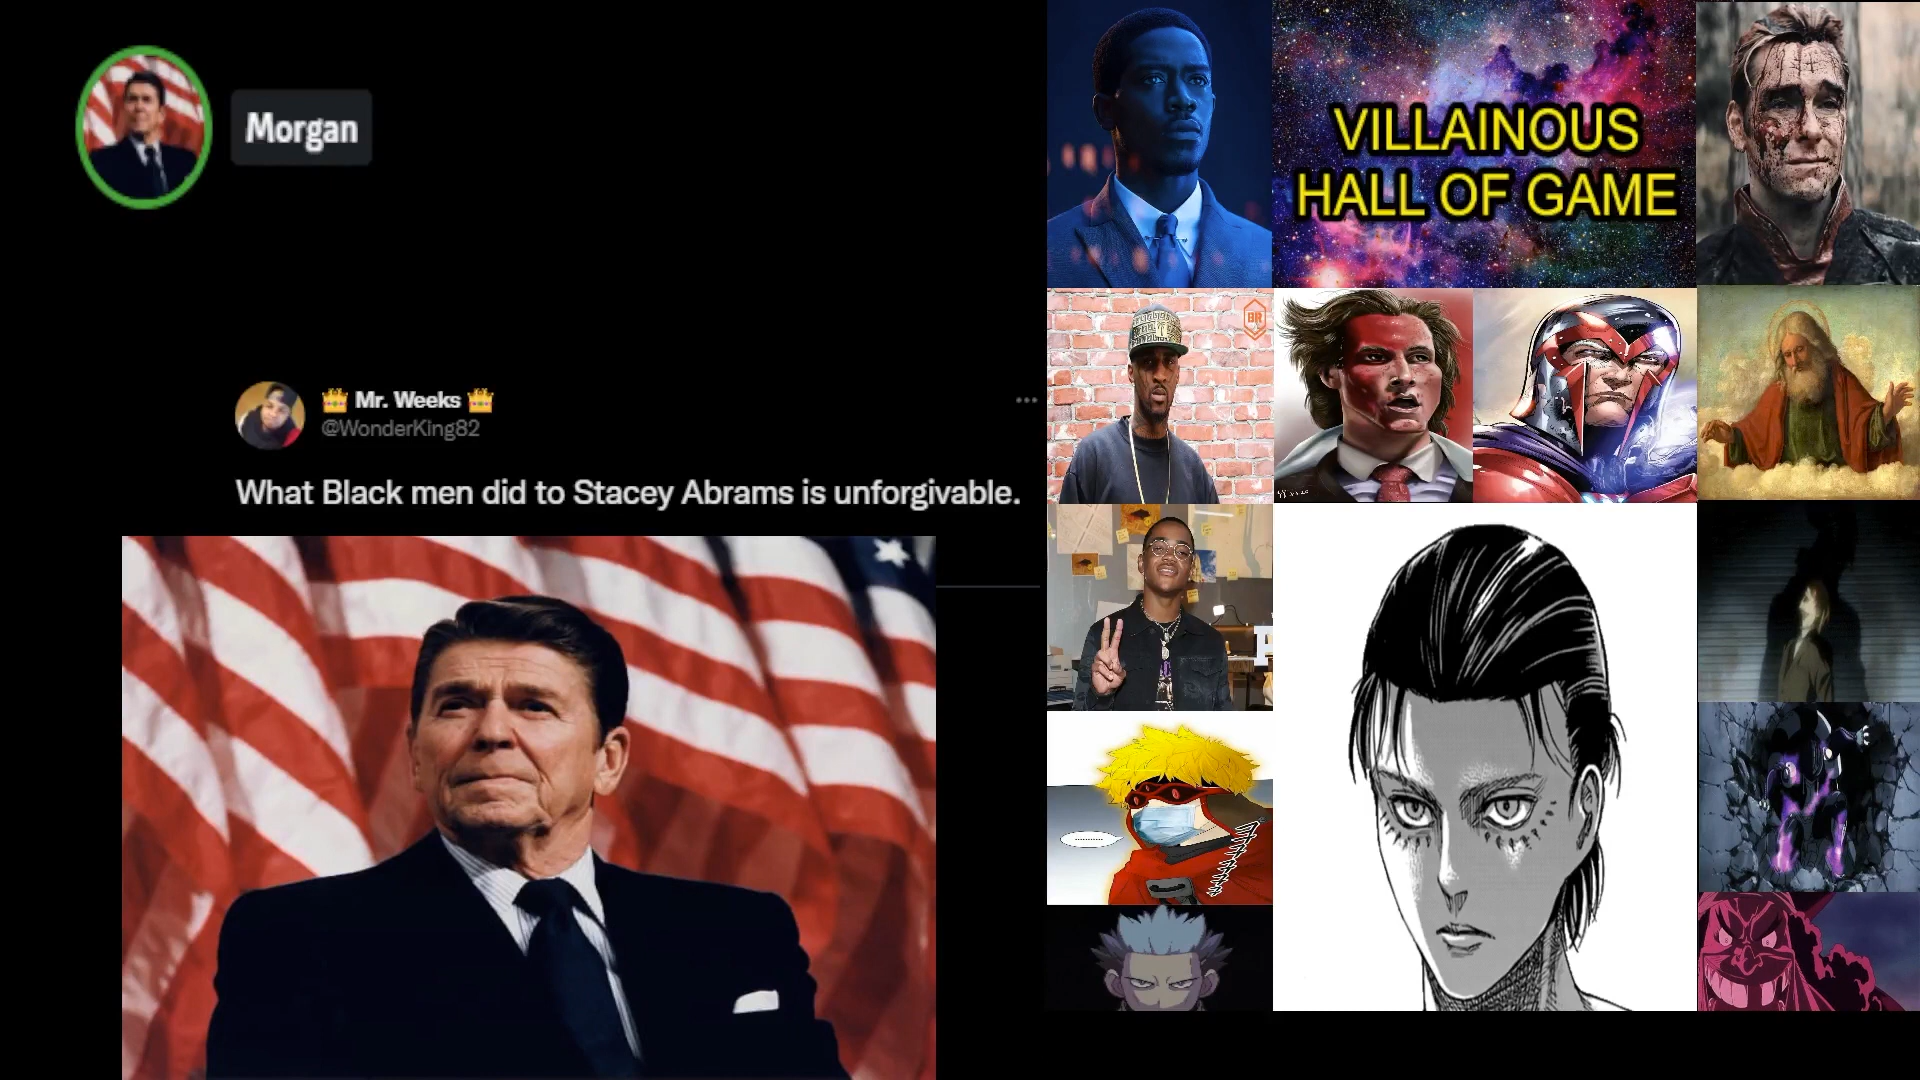 Morgan
👑 Mr. Weeks 👑
@WonderKing82
What Black men did to Stacey Abrams is unforgivable.
VILLAINOUS
HALL OF GAME
BR